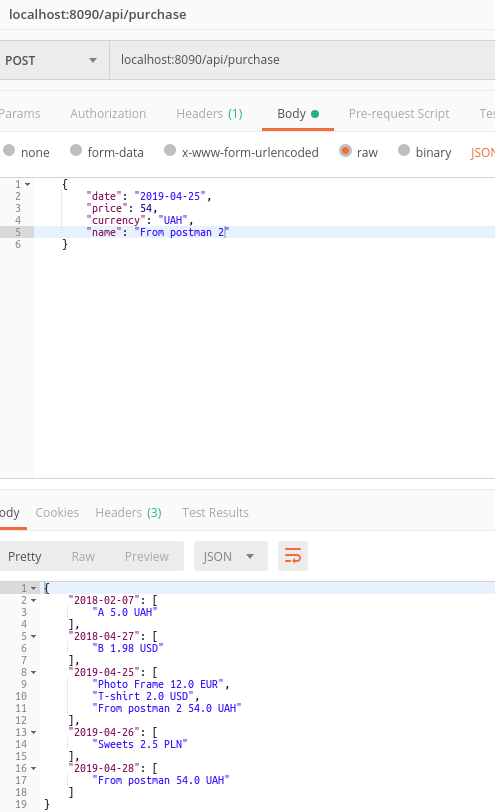 localhost:8090/api/purchase
POST localhost:8090/api/purchase
Params Authorization Headers (1) Body Pre-request Script
none form-data x-www-form-urlencoded raw binary
1 {
2 "date": "2019-04-25",
3 "price": 54,
4 "currency": "UAH",
5 "name": "From postman 2"
6 }
Cookies Headers (3) Test Results
Pretty Raw Preview JSON
1 {
2 "2018-02-07": [
3 "A 5.0 UAH"
4 ],
5 "2018-04-27": [
6 "B 1.98 USD"
7 ],
8 "2019-04-25": [
9 "Photo Frame 12.0 EUR",
10 "T-shirt 2.0 USD",
11 "From postman 2 54.0 UAH"
12 ],
13 "2019-04-26": [
14 "Sweets 2.5 PLN"
15 ],
16 "2019-04-28": [
17 "From postman 54.0 UAH"
18 ]
19 }